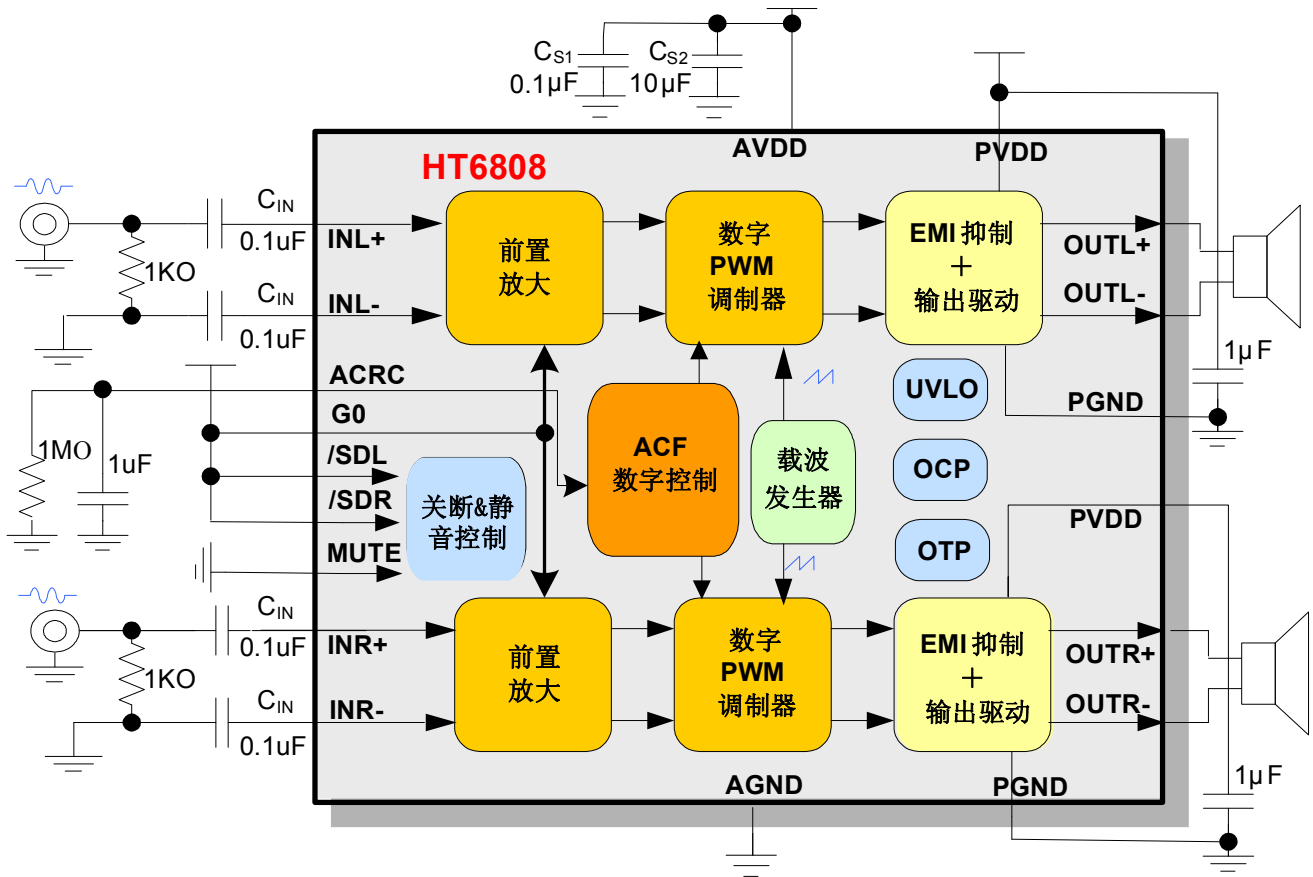 CS1
0.1µF
CS2
10µF
AVDD
PVDD
HT6808
CIN
0.1uF
INL+
1KO
CIN
0.1uF
INL-
前置
放大
数字
PWM
调制器
EMI 抑制
＋
输出驱动
OUTL+
OUTL-
1µF
ACRC
G0
/SDL
/SDR
MUTE
1MO
1uF
关断&静
音控制
ACF
数字控制
载波
发生器
UVLO
OCP
OTP
PGND
PVDD
CIN
0.1uF
INR+
1KO
CIN
0.1uF
INR-
前置
放大
数字
PWM
调制器
EMI 抑制
＋
输出驱动
OUTR+
OUTR-
AGND
PGND
1µF